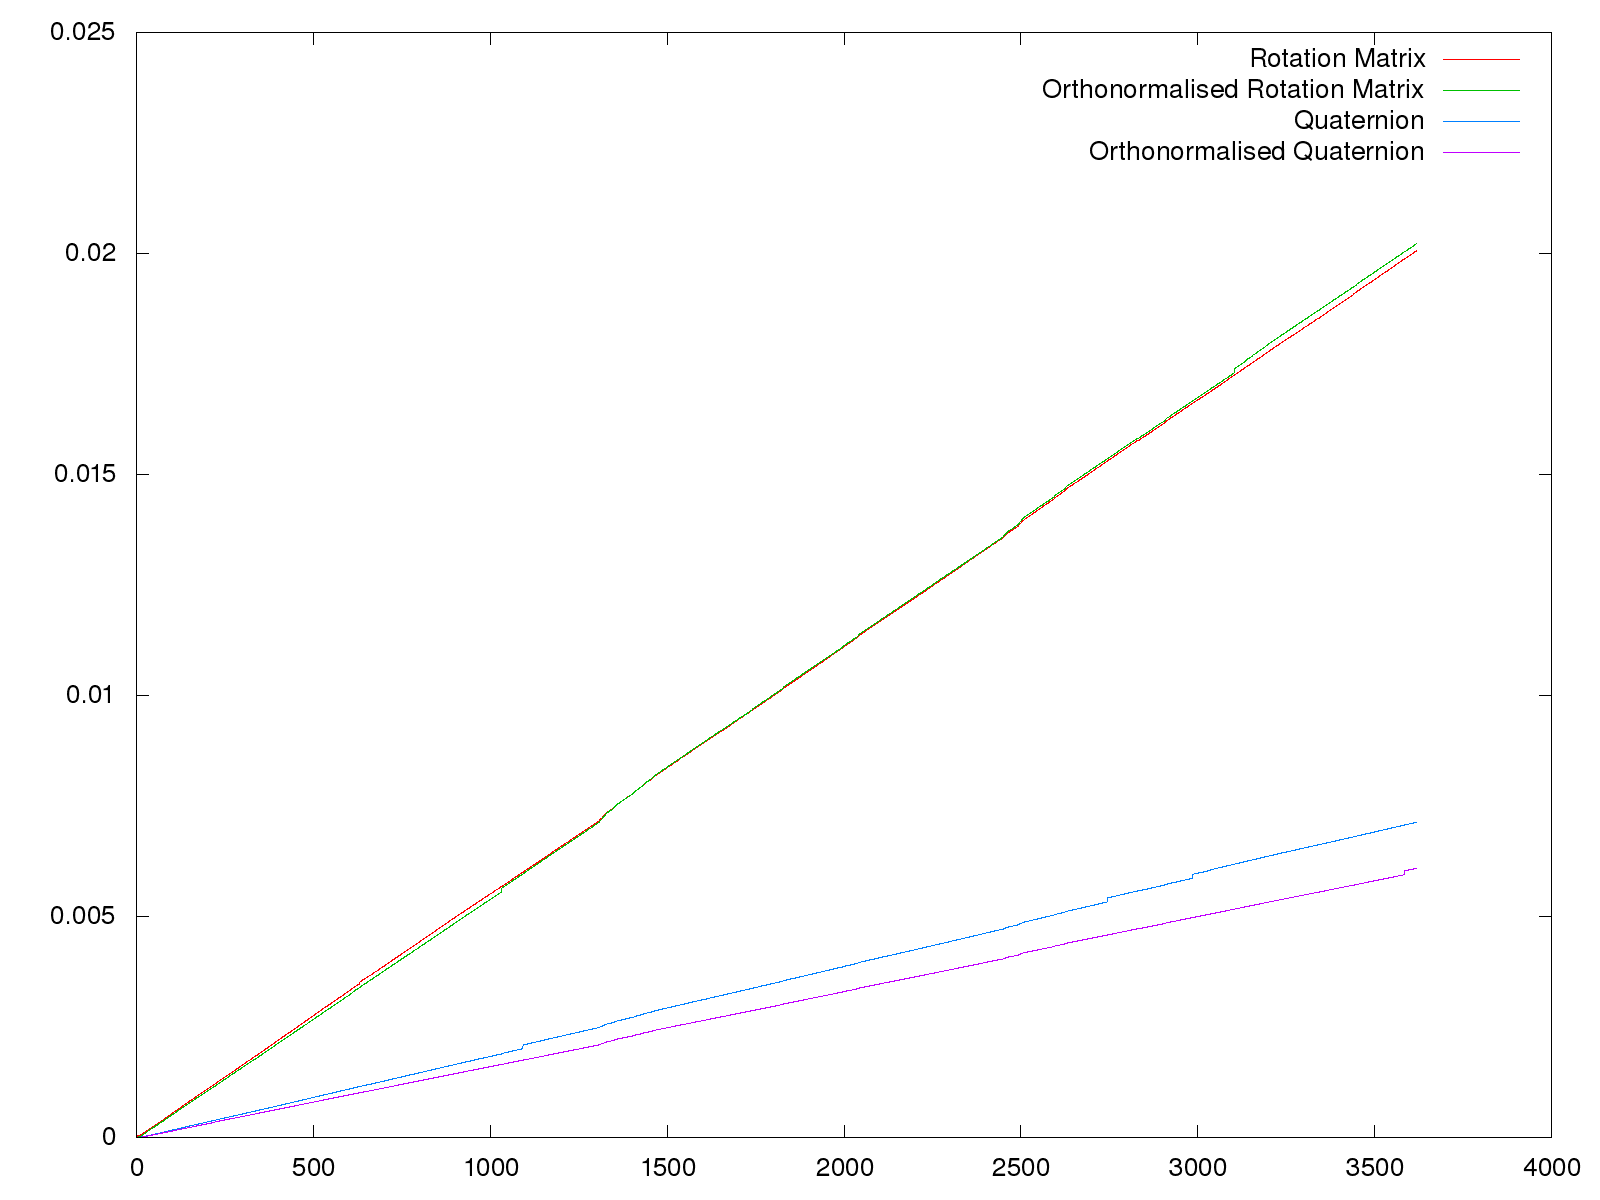 0.025
0.02
0.015
0.01
0.005
0
0 500 1000 1500 2000 2500 3000 3500 4000
Rotation Matrix
Orthonormalised Rotation Matrix
Quaternion
Orthonormalised Quaternion